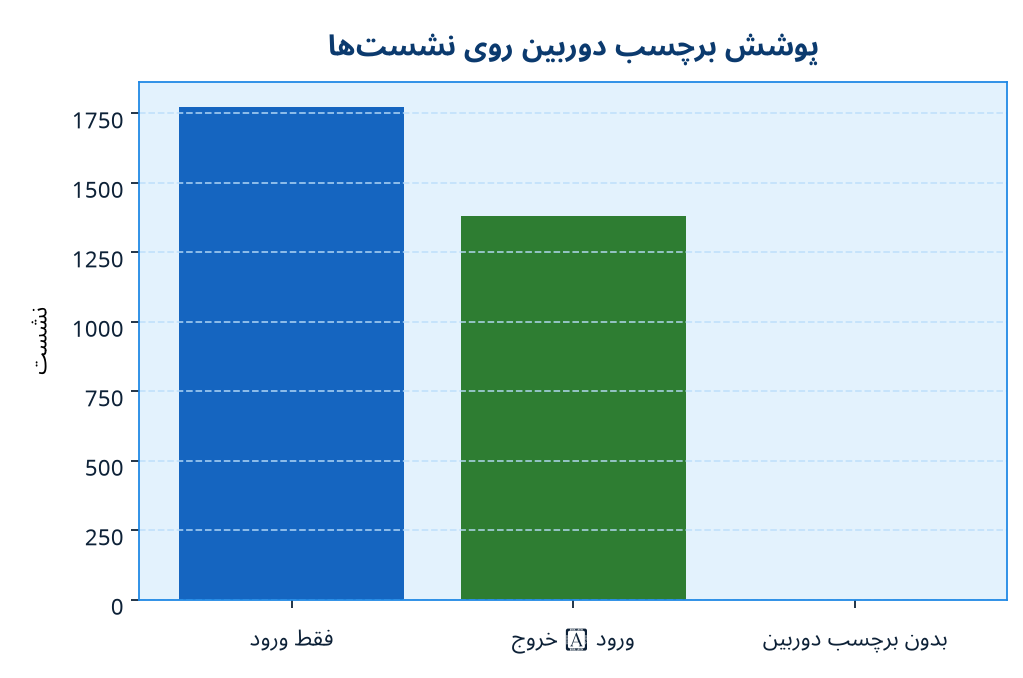 پوشش برچسب دوربین روی نشست‌ها
نشست
1750
1500
1250
1000
750
500
250
0
فقط ورود
ورود A خروج
بدون برچسب دوربین